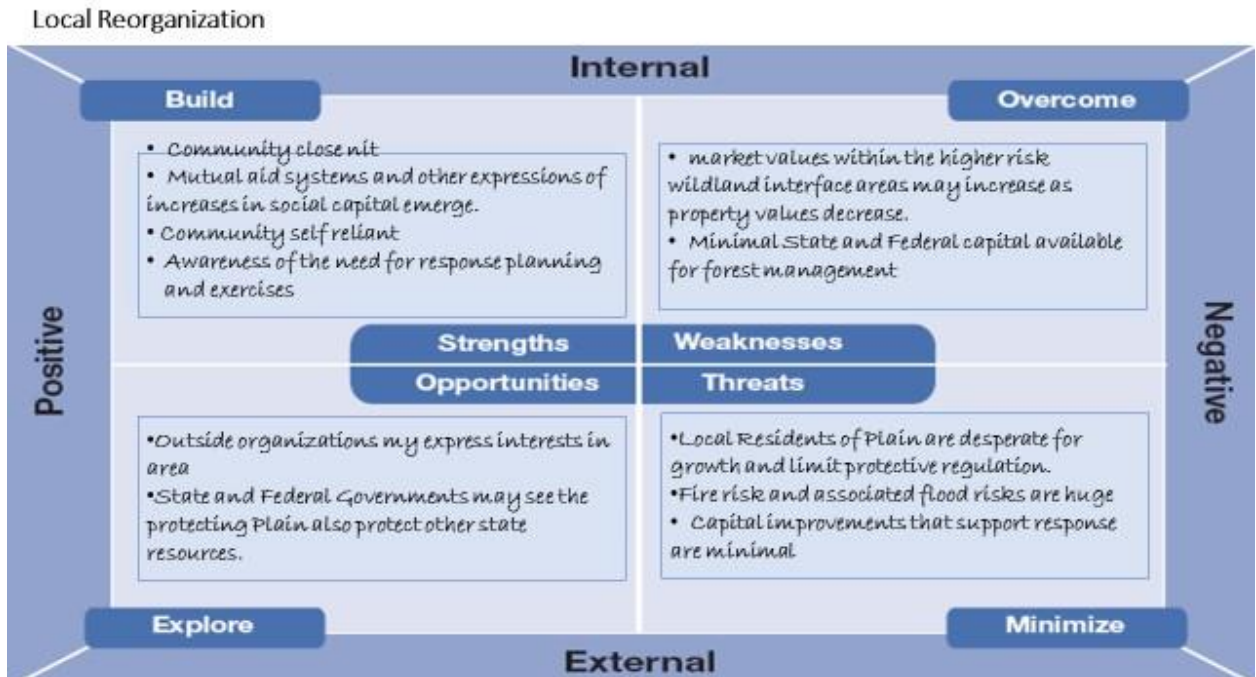 Local Reorganization
Internal
Build
Overcome
• Community close nit
• Mutual aid systems and other expressions of
increases in social capital emerge.
• Community self reliant
• Awareness of the need for response planning
and exercises
• market values within the higher risk
wildland interface areas may increase as
property values decrease.
• Minimal State and Federal capital available
for forest management
Positive
Negative
Strengths
Weaknesses
Opportunities
Threats
•Outside organizations my express interests in
area
•State and Federal Governments may see the
protecting Plain also protect other state
resources.
•Local Residents of Plain are desperate for
growth and limit protective regulation.
•Fire risk and associated flood risks are huge
• Capital improvements that support response
are minimal
Explore
Minimize
External